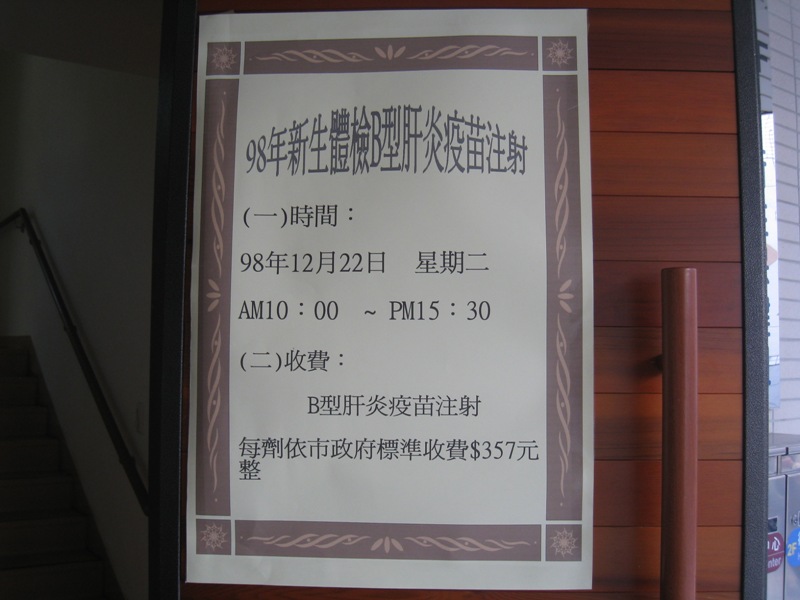 98年新生體檢B型肝炎疫苗注射
(一)時間：
98年12月22日　星期二
AM10：00　~ PM15：30
(二)收費：
B型肝炎疫苗注射
每劑依市政府標準收費$357元
整
心
nter
2F